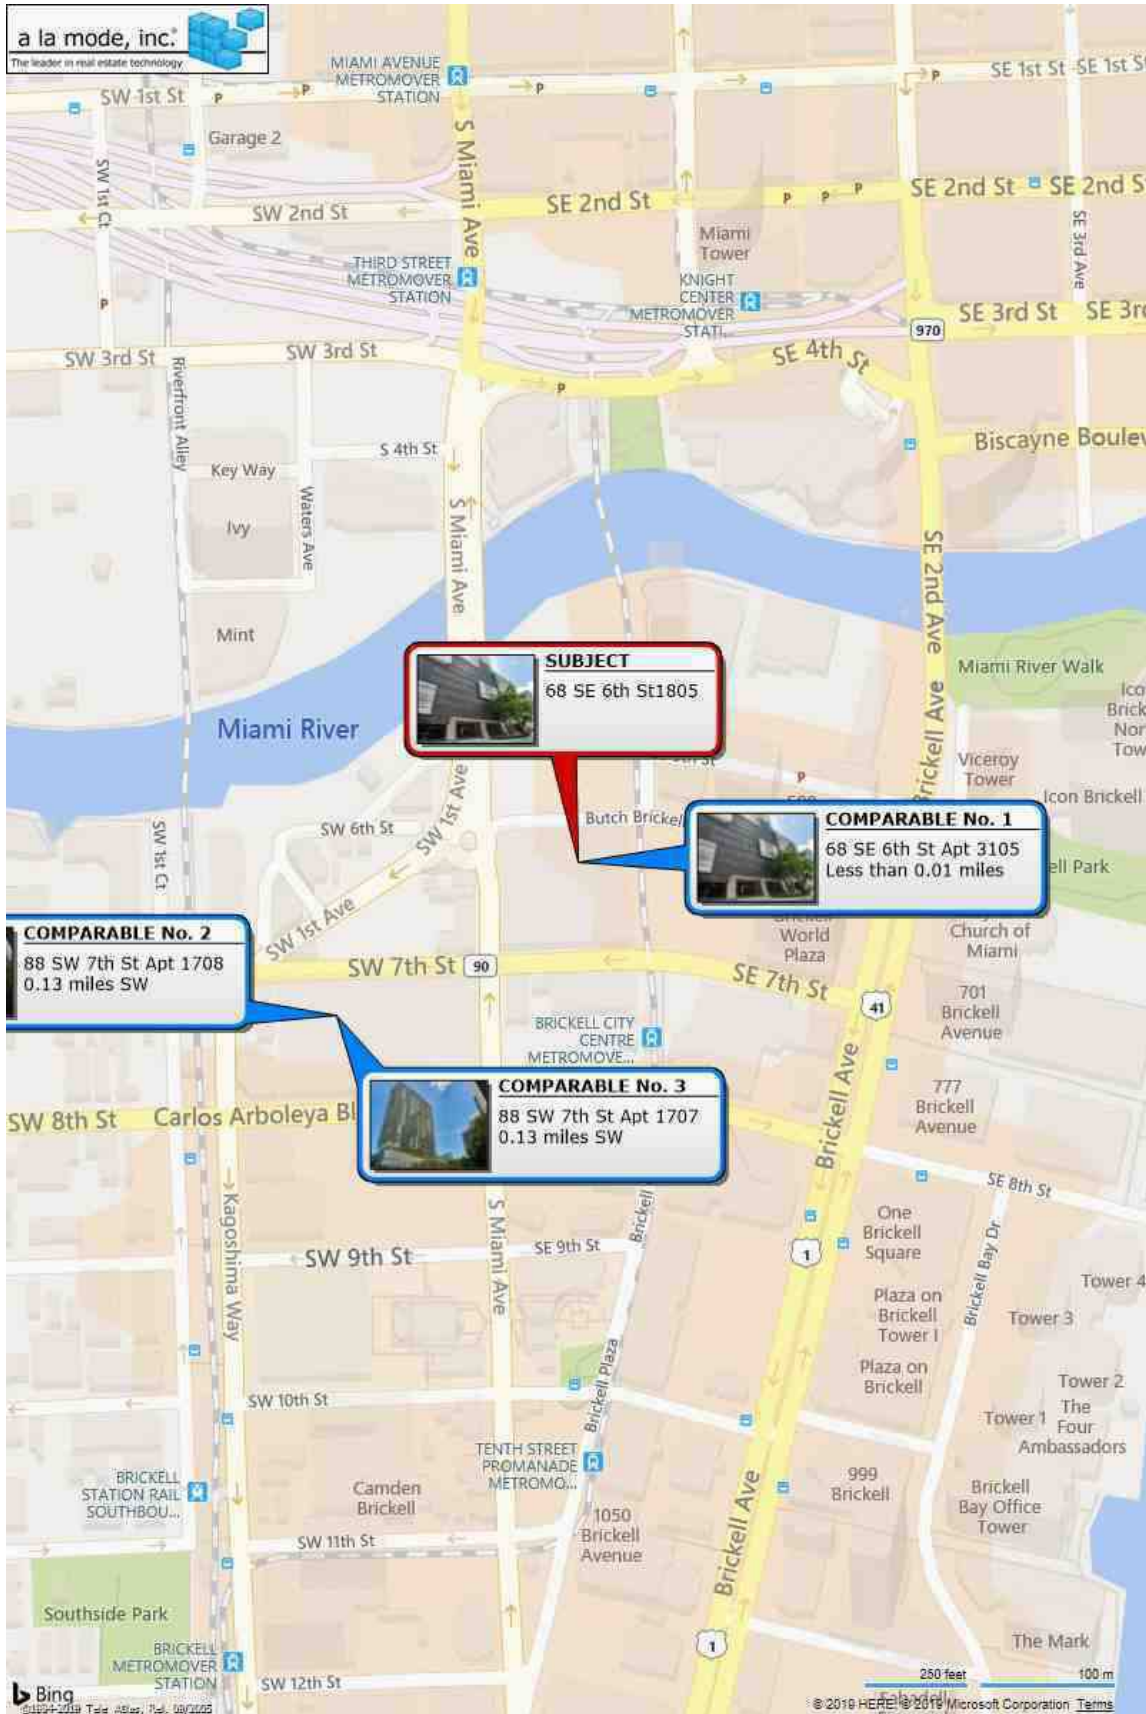 a la mode, inc.
The leader in real estate technology
MIAMI AVENUE
METROMOVER
STATION
SE 1st St
SE 1st St
SW 1st St
P
P
P
P
Garage 2
S Miami Ave
SW 1st Ct
SW 2nd St
SE 2nd St
P
P
P
SE 2nd St
SE 2nd S
SE 3rd Ave
Miami
Tower
THIRD STREET
METROMOVER
STATION
KNIGHT
CENTER
METROMOVER
STATI...
P
SE 3rd St
SE 3r
970
SW 3rd St
SW 3rd St
SE 4th St
P
Riverfront Alley
S 4th St
Biscayne Boulev
Key Way
Waters Ave
Ivy
S Miami Ave
SE 2nd Ave
Mint
SUBJECT
68 SE 6th St1805
Miami River Walk
Ico
Brick
Nor
Tow
Miami River
Viceroy
Tower
P
Icon Brickell
Brickell Ave
SW 6th St
SW 1st Ave
Butch Brickel
COMPARABLE No. 1
68 SE 6th St Apt 3105
Less than 0.01 miles
ell Park
SW 1st Ct
SW 1st Ave
World
Plaza
Church of
Miami
COMPARABLE No. 2
88 SW 7th St Apt 1708
0.13 miles SW
SW 7th St
90
SE 7th St
41
701
Brickell
Avenue
BRICKELL CITY
CENTRE
METROMOVE...
777
Brickell
Avenue
COMPARABLE No. 3
88 SW 7th St Apt 1707
0.13 miles SW
SW 8th St
Carlos Arboleya Bl
Brickell Ave
SE 8th St
Kagoshima Way
S Miami Ave
Brickell
One
Brickell
Square
Brickell Bay Dr
SW 9th St
SE 9th St
1
Tower 4
Plaza on
Brickell
Tower I
Tower 3
Brickell Plaza
Plaza on
Brickell
Tower 2
SW 10th St
Tower 1
The
Four
Ambassadors
TENTH STREET
PROMANADE
METROMO...
BRICKELL
STATION RAIL
SOUTHBOU...
Camden
Brickell
999
Brickell
Brickell
Bay Office
Tower
1050
Brickell
Avenue
SW 11th St
Brickell Ave
Southside Park
1
The Mark
BRICKELL
METROMOVER
STATION
SW 12th St
250 feet
100 m
Bing
© 2019 HERE, © 2019 Microsoft Corporation Terms